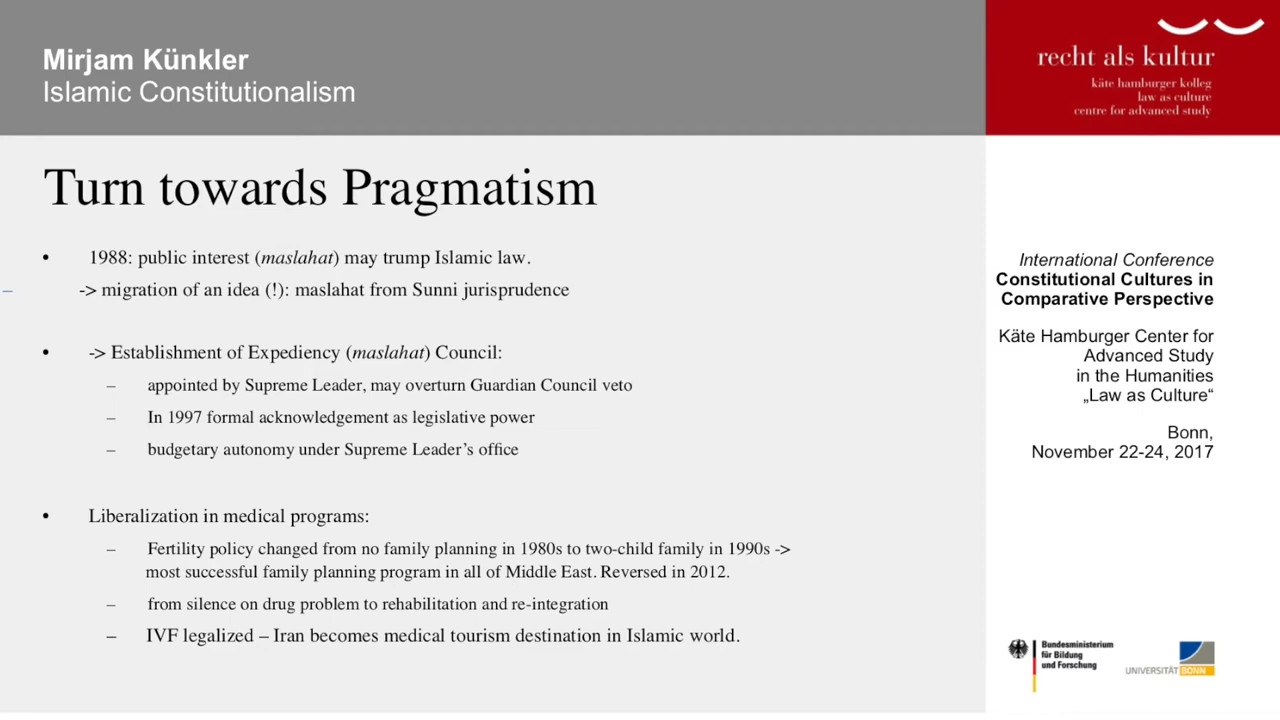 Mirjam Künkler
Islamic Constitutionalism
recht als kultur
käte hamburger kolleg
law as culture
centre for advanced study
Turn towards Pragmatism
• 1988: public interest (maslahat) may trump Islamic law.
– -> migration of an idea (!): maslahat from Sunni jurisprudence
• -> Establishment of Expediency (maslahat) Council:
– appointed by Supreme Leader, may overturn Guardian Council veto
– In 1997 formal acknowledgement as legislative power
– budgetary autonomy under Supreme Leader’s office
• Liberalization in medical programs:
– Fertility policy changed from no family planning in 1980s to two-child family in 1990s ->
most successful family planning program in all of Middle East. Reversed in 2012.
– from silence on drug problem to rehabilitation and re-integration
– IVF legalized – Iran becomes medical tourism destination in Islamic world.
International Conference
Constitutional Cultures in
Comparative Perspective
Käte Hamburger Center for
Advanced Study
in the Humanities
„Law as Culture“
Bonn,
November 22-24, 2017
Bundesministerium
für Bildung
und Forschung
UNIVERSITÄT BONN